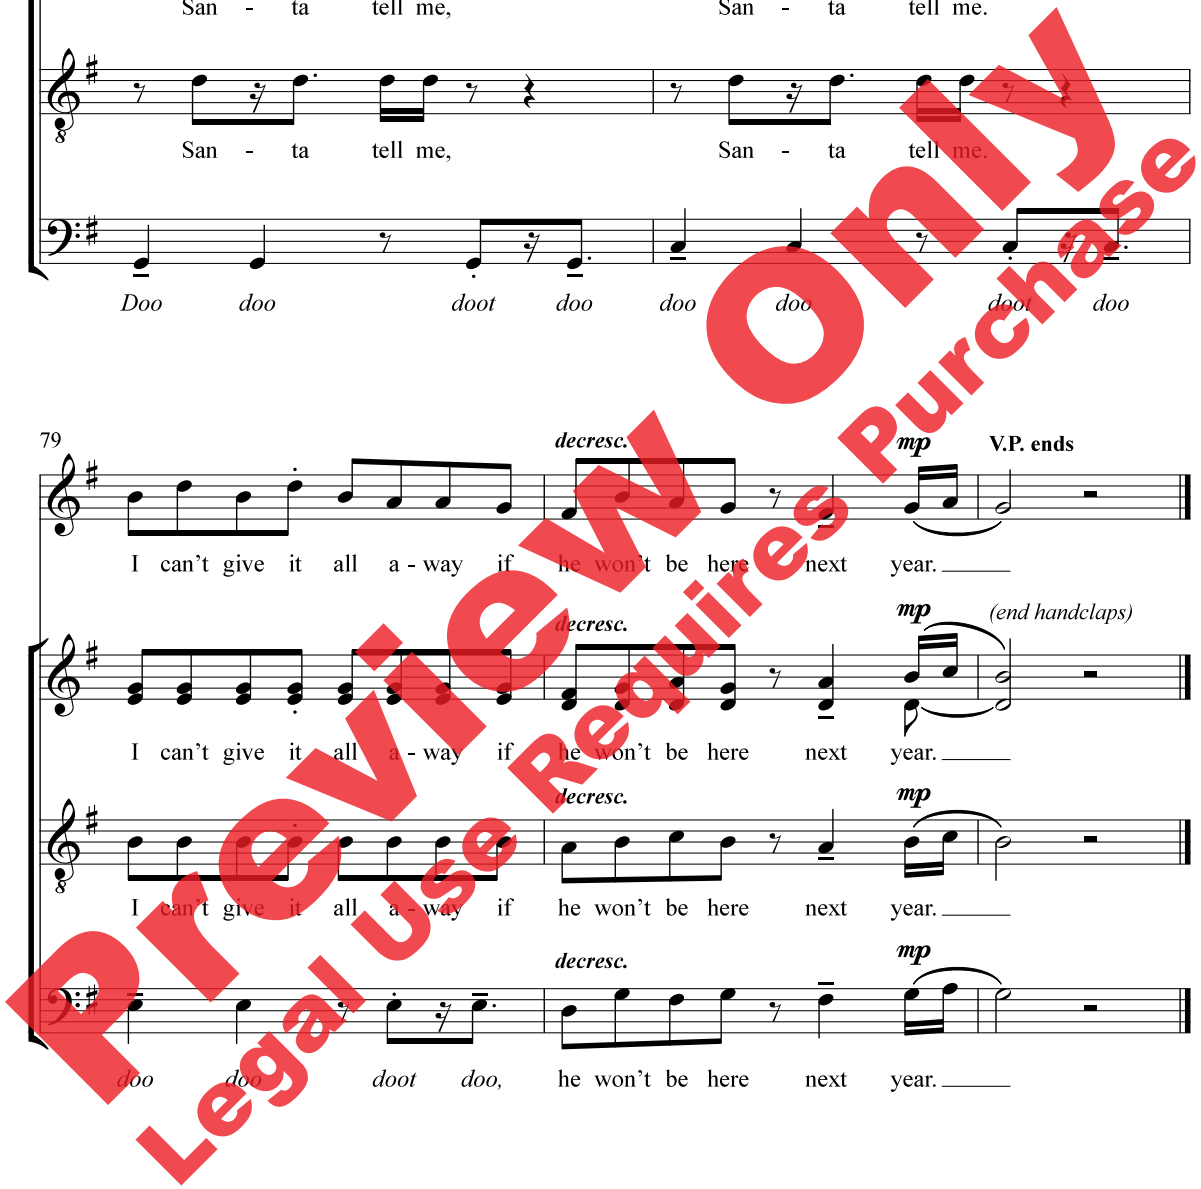 San - ta tell me, San - ta tell me.
San - ta tell me, San - ta tell me.
Doo doo doot doo doo doo doot doo
79 decresc. mp V.P. ends
I can't give it all a - way if he won't be here next year.
decresc. mp (end handclaps)
I can't give it all a - way if he won't be here next year.
decresc. mp
I can't give it all a - way if he won't be here next year.
decresc. mp
doo doo doot doo, he won't be here next year.
Preview Only
Legal Use Requires Purchase